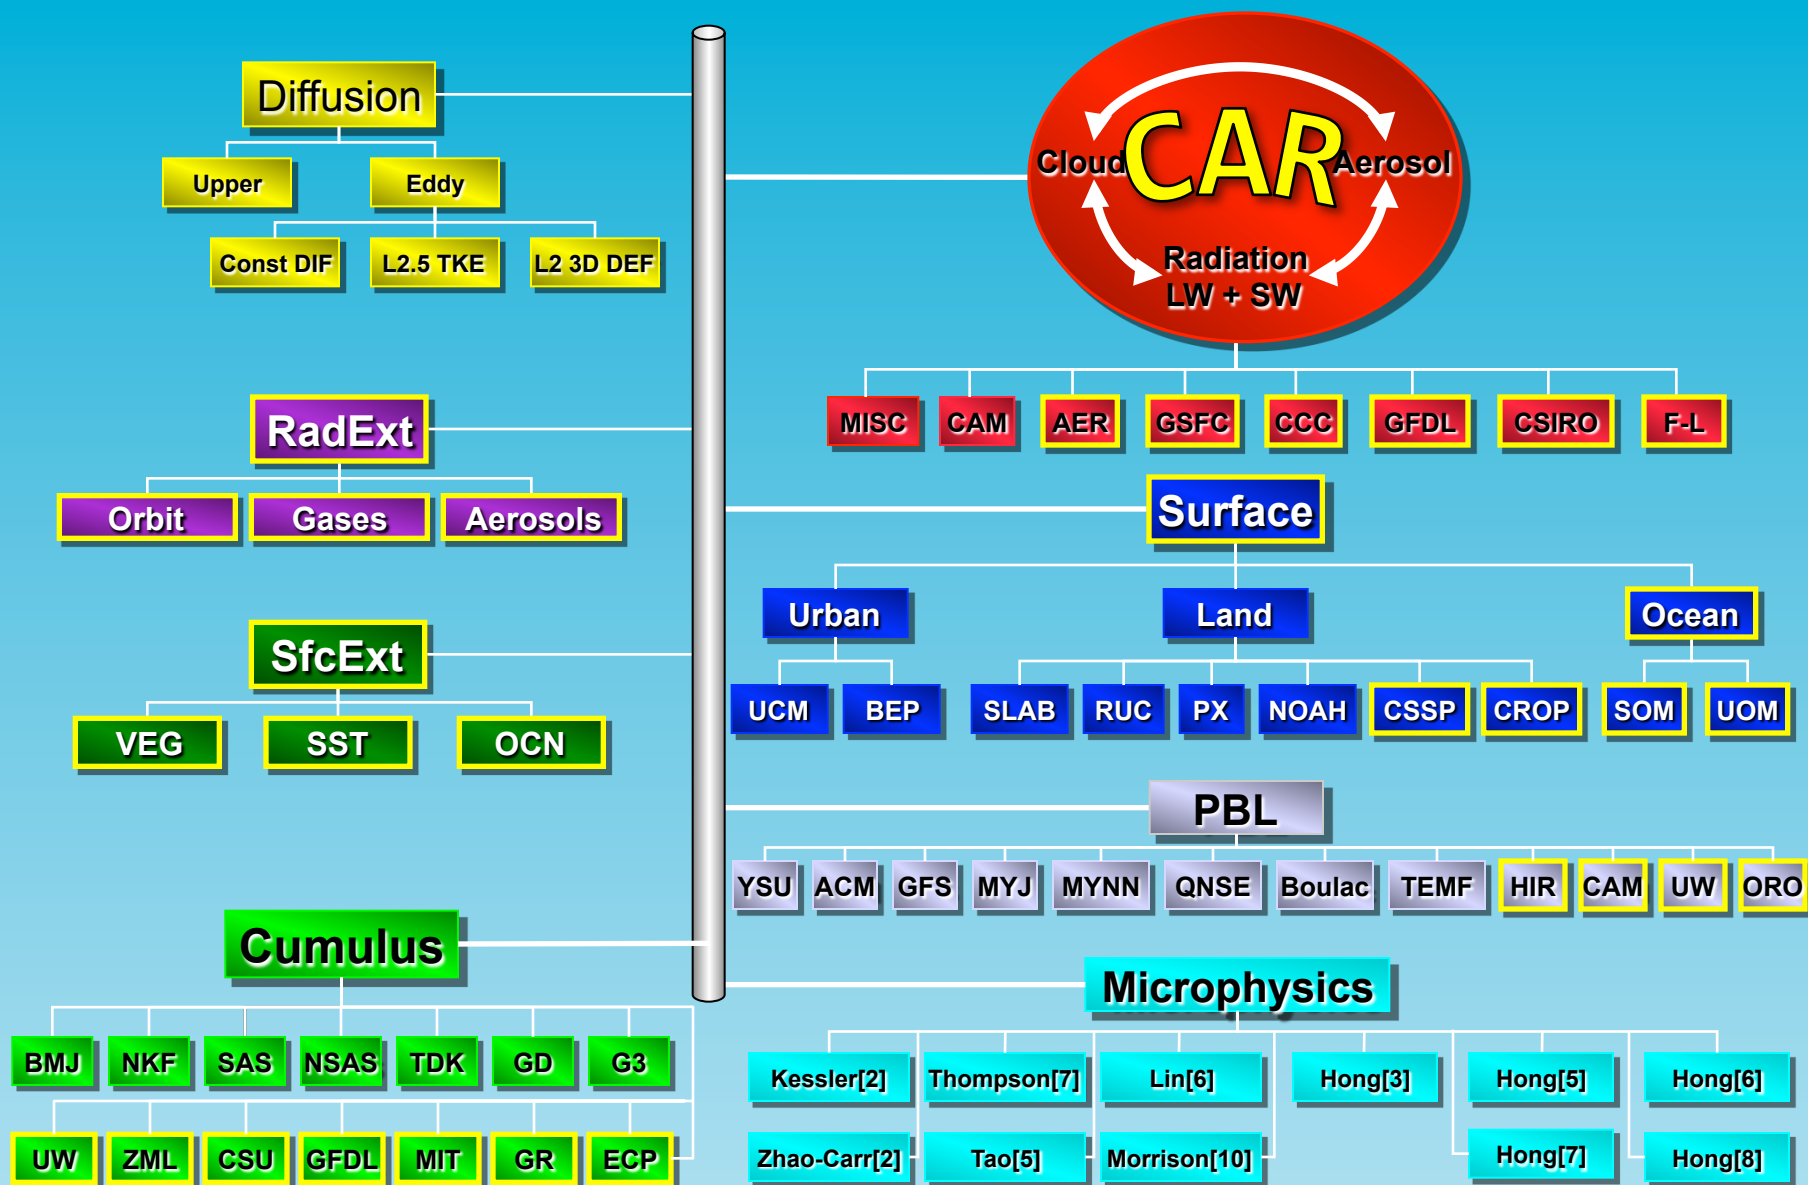 Diffusion
Upper
Eddy
Const DIF
L2.5 TKE
L2 3D DEF
RadExt
Orbit
Gases
Aerosols
SfcExt
VEG
SST
OCN
Cumulus
BMJ
NKF
SAS
NSAS
TDK
GD
G3
UW
ZML
CSU
GFDL
MIT
GR
ECP
CAR
Cloud
Aerosol
Radiation
LW + SW
MISC
CAM
AER
GSFC
CCC
GFDL
CSIRO
F-L
Surface
Urban
Land
Ocean
UCM
BEP
SLAB
RUC
PX
NOAH
CSSP
CROP
SOM
UOM
PBL
YSU
ACM
GFS
MYJ
MYNN
QNSE
Boulac
TEMF
HIR
CAM
UW
ORO
Microphysics
Kessler[2]
Thompson[7]
Lin[6]
Hong[3]
Hong[5]
Hong[6]
Zhao-Carr[2]
Tao[5]
Morrison[10]
Hong[7]
Hong[8]